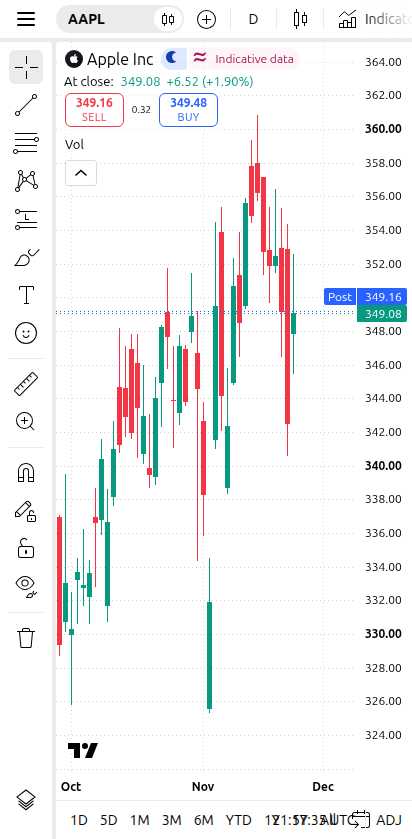 AAPL D Indicat
Apple Inc Indicative data
At close: 349.08 +6.52 (+1.90%)
349.16 SELL 0.32 349.48 BUY
Vol
364.00
362.00
360.00
358.00
356.00
354.00
352.00
Post 349.16
349.08
348.00
346.00
344.00
342.00
340.00
338.00
336.00
334.00
332.00
330.00
328.00
326.00
324.00
Oct Nov Dec
1D 5D 1M 3M 6M YTD ADJ